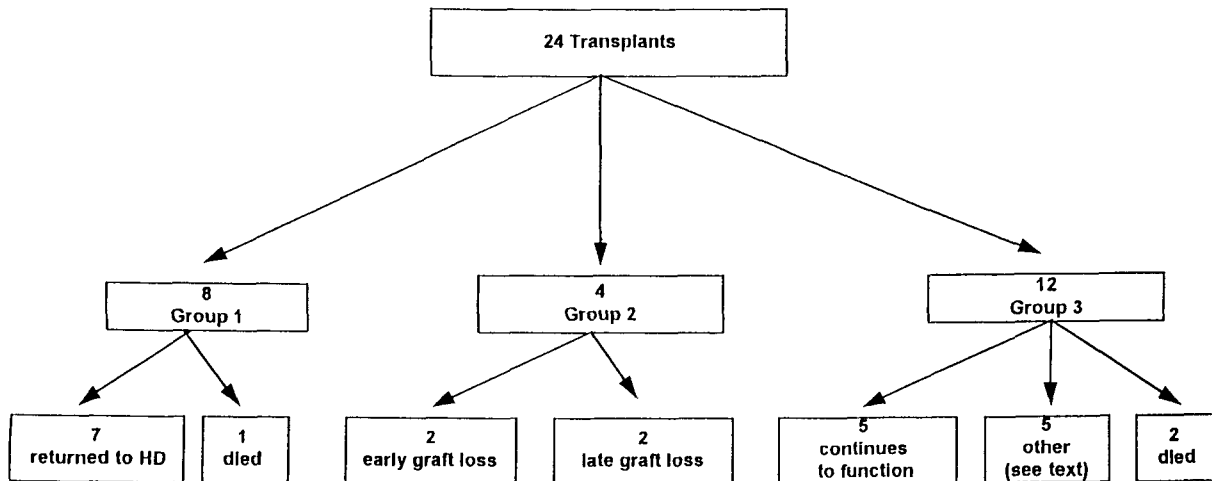 24 Transplants
8
Group 1
4
Group 2
12
Group 3
7
returned to HD
1
died
2
early graft loss
2
late graft loss
5
continues
to function
5
other
(see text)
2
died